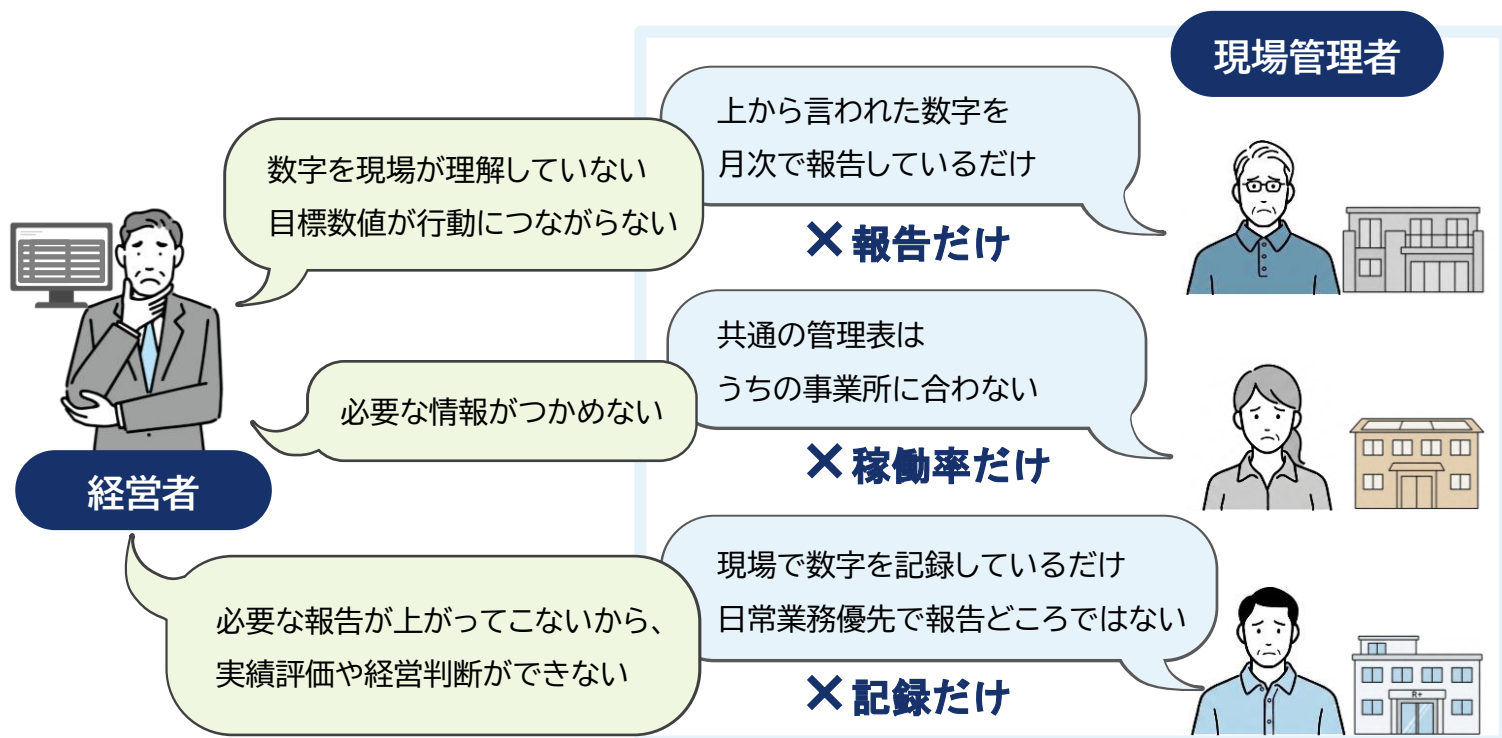 現場管理者
上から言われた数字を
月次で報告しているだけ
数字を現場が理解していない
目標数値が行動につながらない
×報告だけ
共通の管理表は
うちの事業所に合わない
必要な情報がつかめない
×稼働率だけ
経営者
現場で数字を記録しているだけ
日常業務優先で報告どころではない
必要な報告が上がってこないから、
実績評価や経営判断ができない
×記録だけ
R+